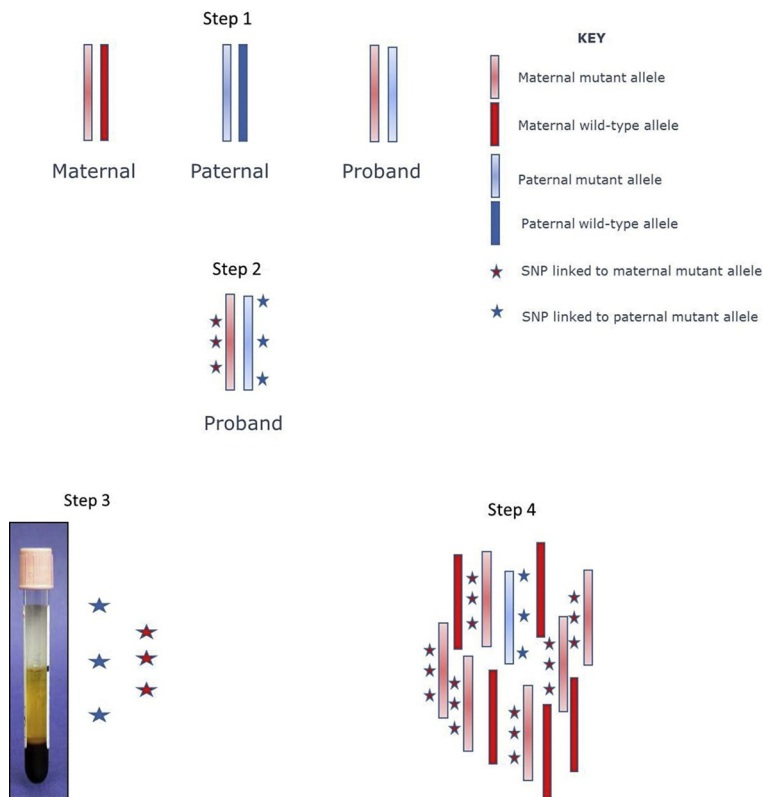 Step 1
Maternal
Paternal
Proband
KEY
Maternal mutant allele
Maternal wild-type allele
Paternal mutant allele
Paternal wild-type allele
SNP linked to maternal mutant allele
SNP linked to paternal mutant allele
Step 2
Proband
Step 3
Step 4